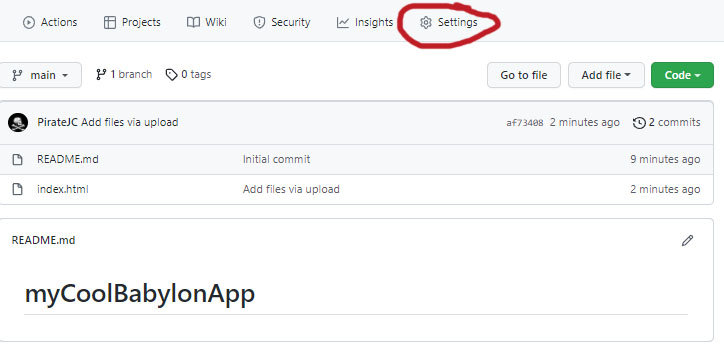 Actions Projects Wiki Security Insights Settings
main 1 branch 0 tags Go to file Add file Code
PirateJC Add files via upload af73408 2 minutes ago 2 commits
README.md Initial commit 9 minutes ago
index.html Add files via upload 2 minutes ago
README.md
myCoolBabylonApp